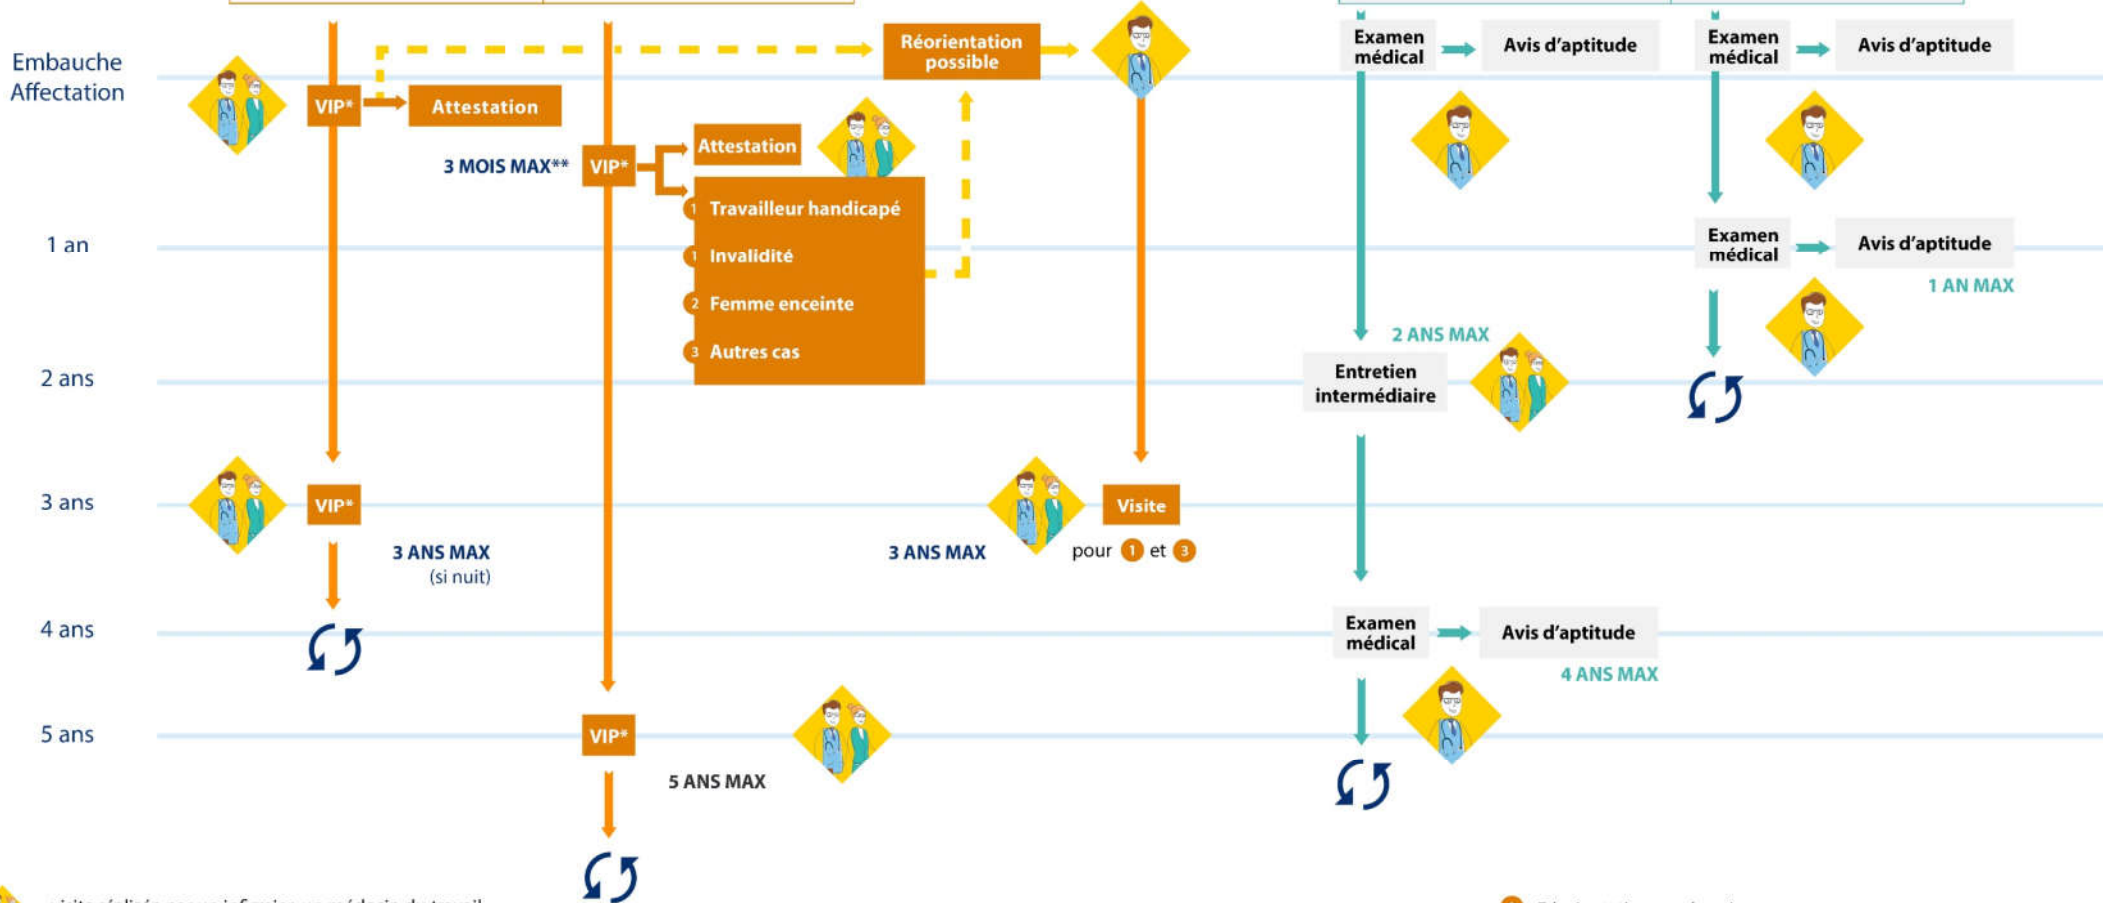 Embauche
Affectation
VIP*
Attestation
3 MOIS MAX**
VIP*
Attestation
1 Travailleur handicapé
1 Invalidité
2 Femme enceinte
3 Autres cas
Réorientation
possible
Examen
médical
Avis d'aptitude
Examen
médical
Avis d'aptitude
1 an
Examen
médical
Avis d'aptitude
1 AN MAX
2 ans
2 ANS MAX
Entretien
intermédiaire
3 ans
VIP*
3 ANS MAX
(si nuit)
3 ANS MAX
Visite
pour 1 et 3
4 ans
Examen
médical
Avis d'aptitude
4 ANS MAX
5 ans
VIP*
5 ANS MAX